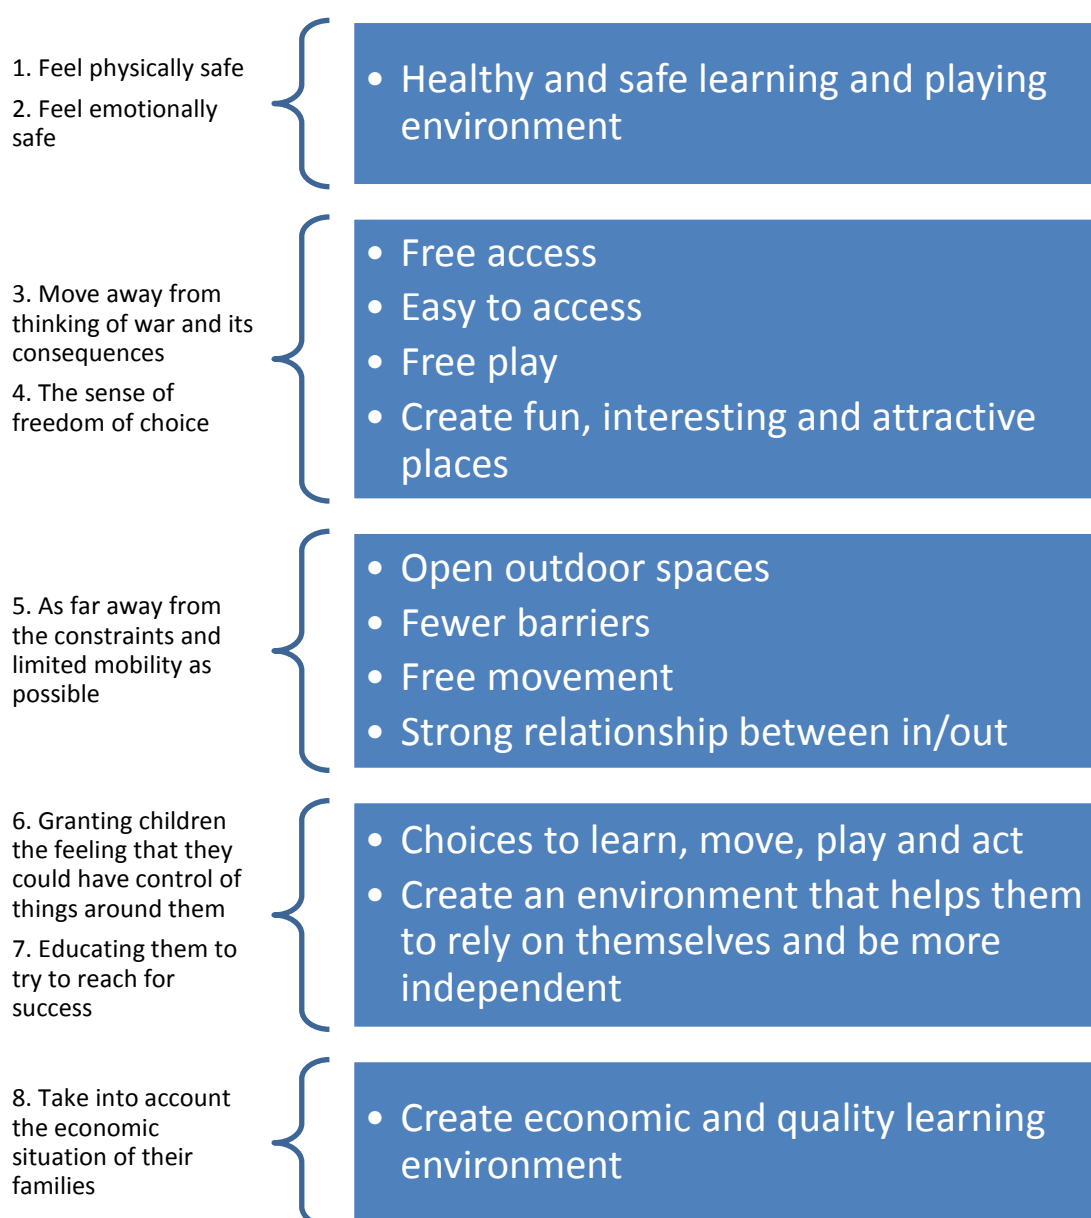 1. Feel physically safe
2. Feel emotionally
safe
• Healthy and safe learning and playing
environment
3. Move away from
thinking of war and its
consequences
4. The sense of
freedom of choice
• Free access
• Easy to access
• Free play
• Create fun, interesting and attractive
places
5. As far away from
the constraints and
limited mobility as
possible
• Open outdoor spaces
• Fewer barriers
• Free movement
• Strong relationship between in/out
6. Granting children
the feeling that they
could have control of
things around them
7. Educating them to
try to reach for
success
• Choices to learn, move, play and act
• Create an environment that helps them
to rely on themselves and be more
independent
8. Take into account
the economic
situation of their
families
• Create economic and quality learning
environment